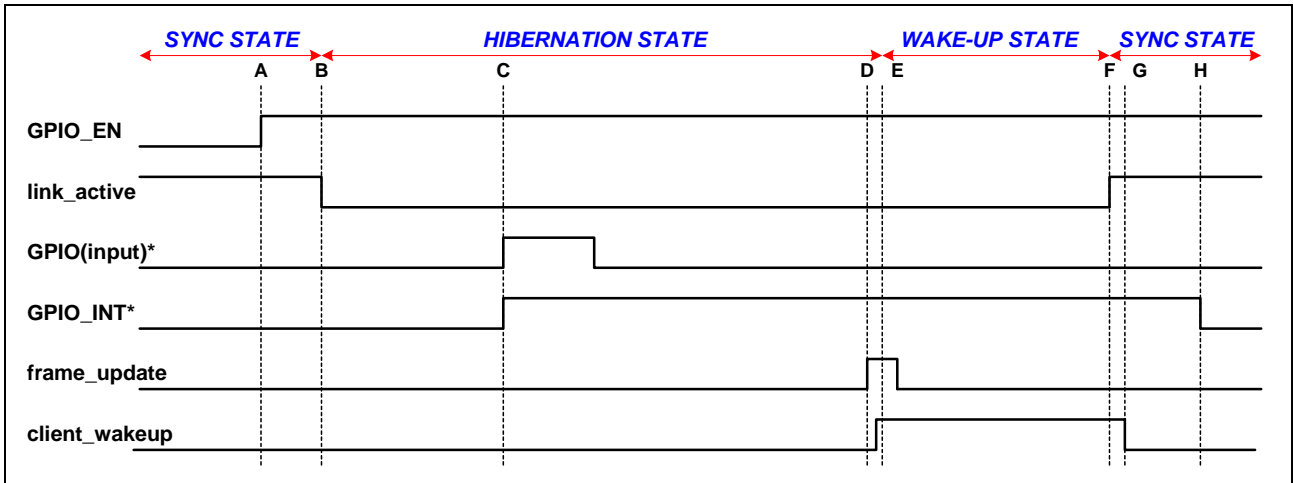 SYNC STATE HIBERNATION STATE WAKE-UP STATE SYNC STATE
A B C D E F G H
GPIO_EN
link_active
GPIO(input)*
GPIO_INT*
frame_update
client_wakeup